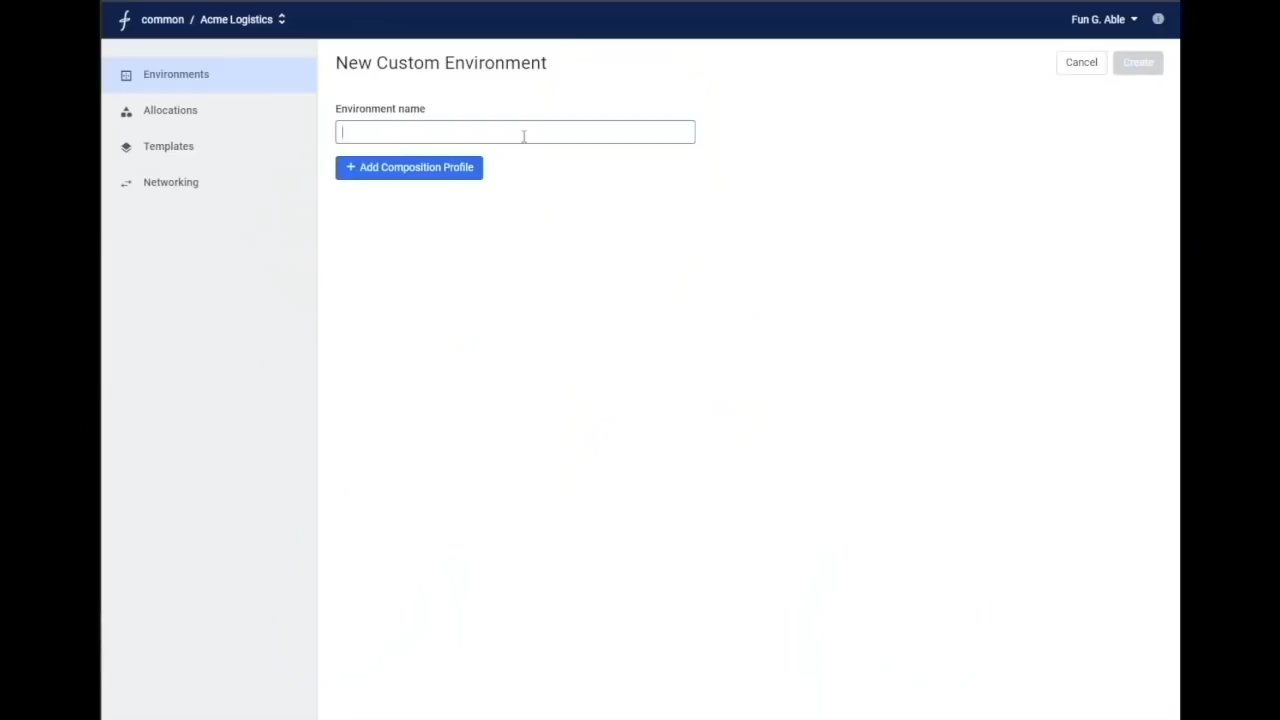 common / Acme Logistics
Fun G. Able
Environments
Allocations
Templates
Networking
New Custom Environment
Cancel
Create
Environment name
+ Add Composition Profile